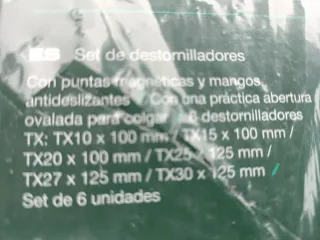 ES Set de destornilladores
Con puntas magnéticas y mangos
antideslizantes / Con una práctica abertura
ovalada para colgar / 6 destornilladores
TX: TX10 x 100 mm / TX15 x 100 mm /
TX20 x 100 mm / TX25 / 125 mm /
TX27 x 125 mm / TX30 x 125 mm /
Set de 6 unidades